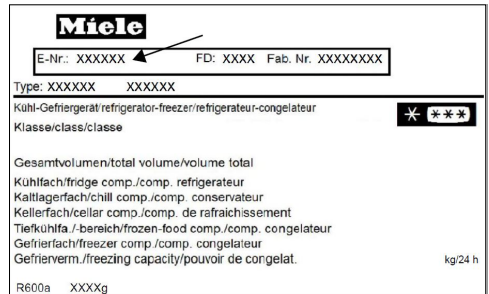 Miele
E-Nr.: XXXXXX FD: XXXX Fab. Nr. XXXXXXXX
Type: XXXXXX XXXXXX
Kühl-Gefriergerät/refrigerator-freezer/refrigerateur-congelateur
Klasse/class/classe
Gesamtvolumen/total volume/volume total
Kühlfach/fridge comp./comp. refrigerateur
Kaltlagerfach/chill comp./comp. conservateur
Kellerfach/cellar comp./comp. de rafraichissement
Tiefkühlfa./-bereich/frozen-food comp./comp. congelateur
Gefrierfach/freezer comp./comp. congelateur
Gefrierverm./freezing capacity/pouvoir de congelat. kg/24 h
R600a XXXXg